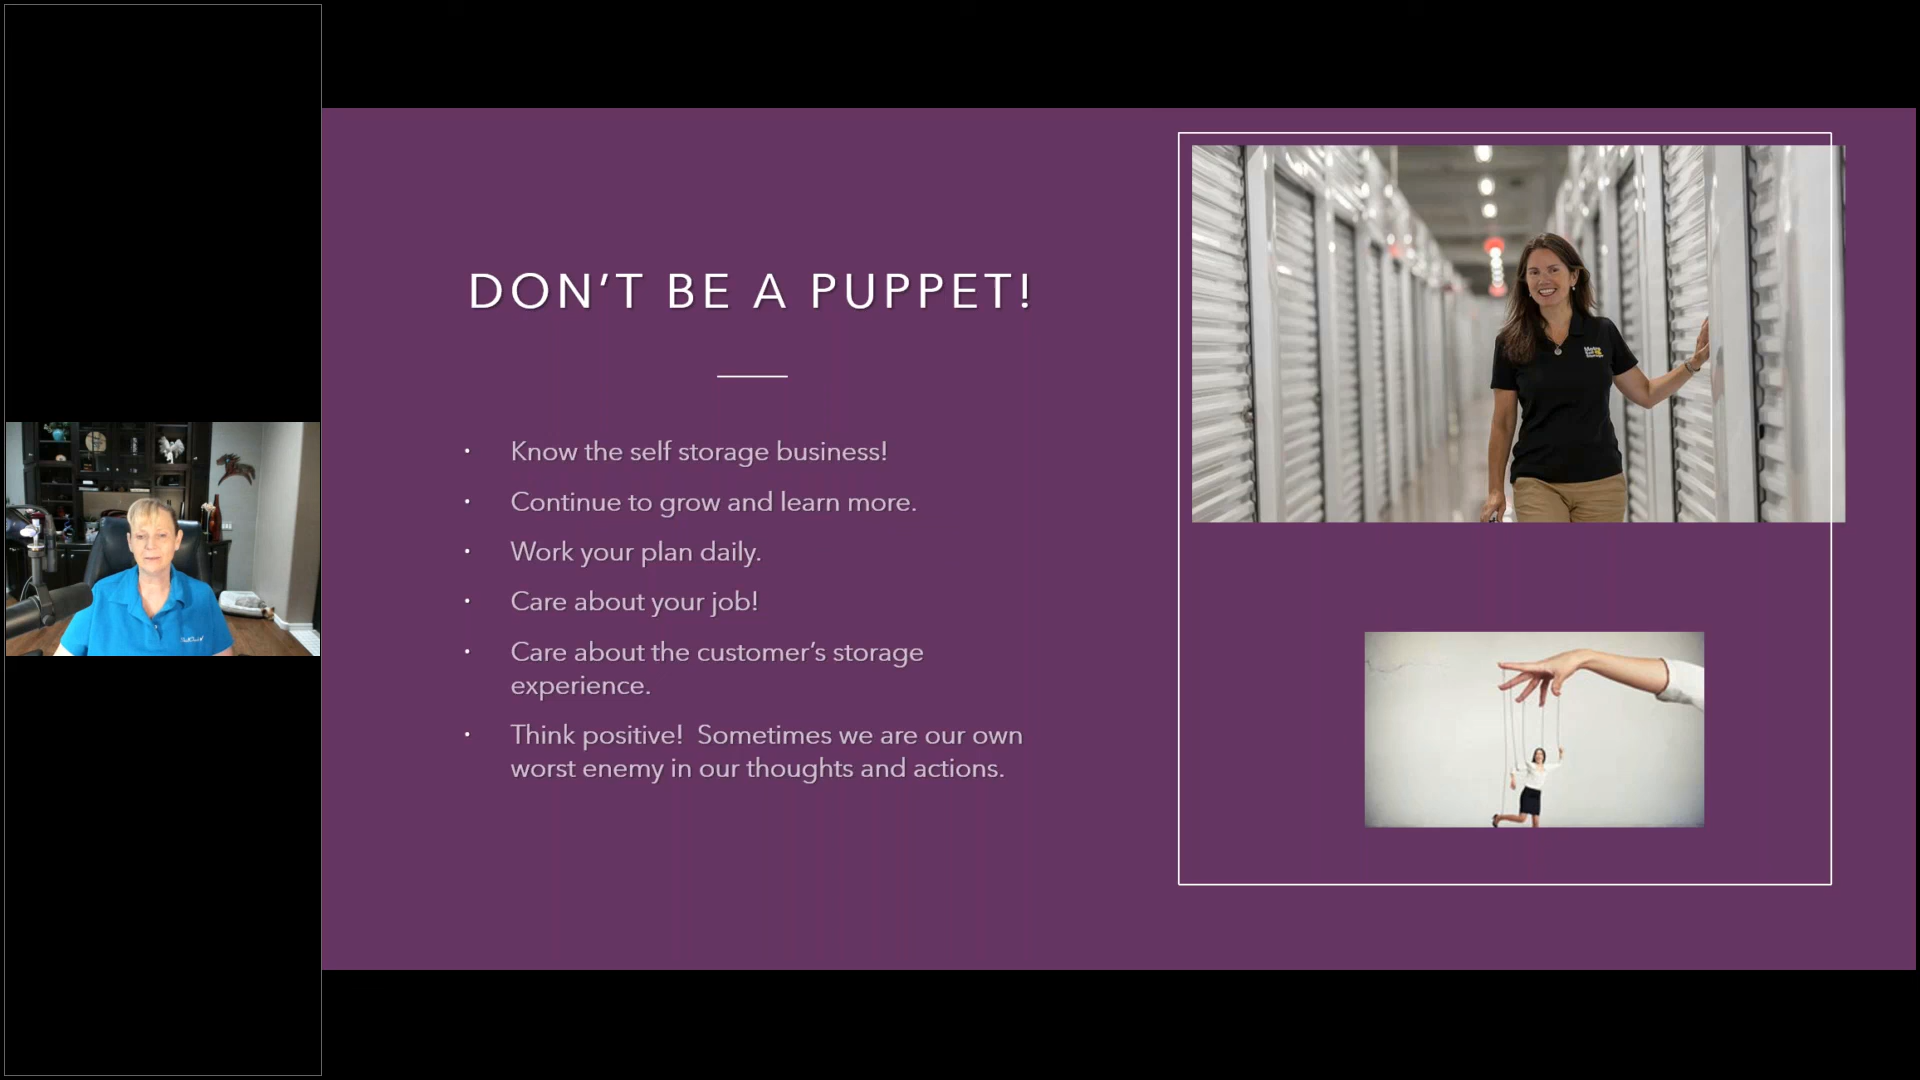 DON’T BE A PUPPET!
• Know the self storage business!
• Continue to grow and learn more.
• Work your plan daily.
• Care about your job!
• Care about the customer’s storage
experience.
• Think positive!  Sometimes we are our own
worst enemy in our thoughts and actions.